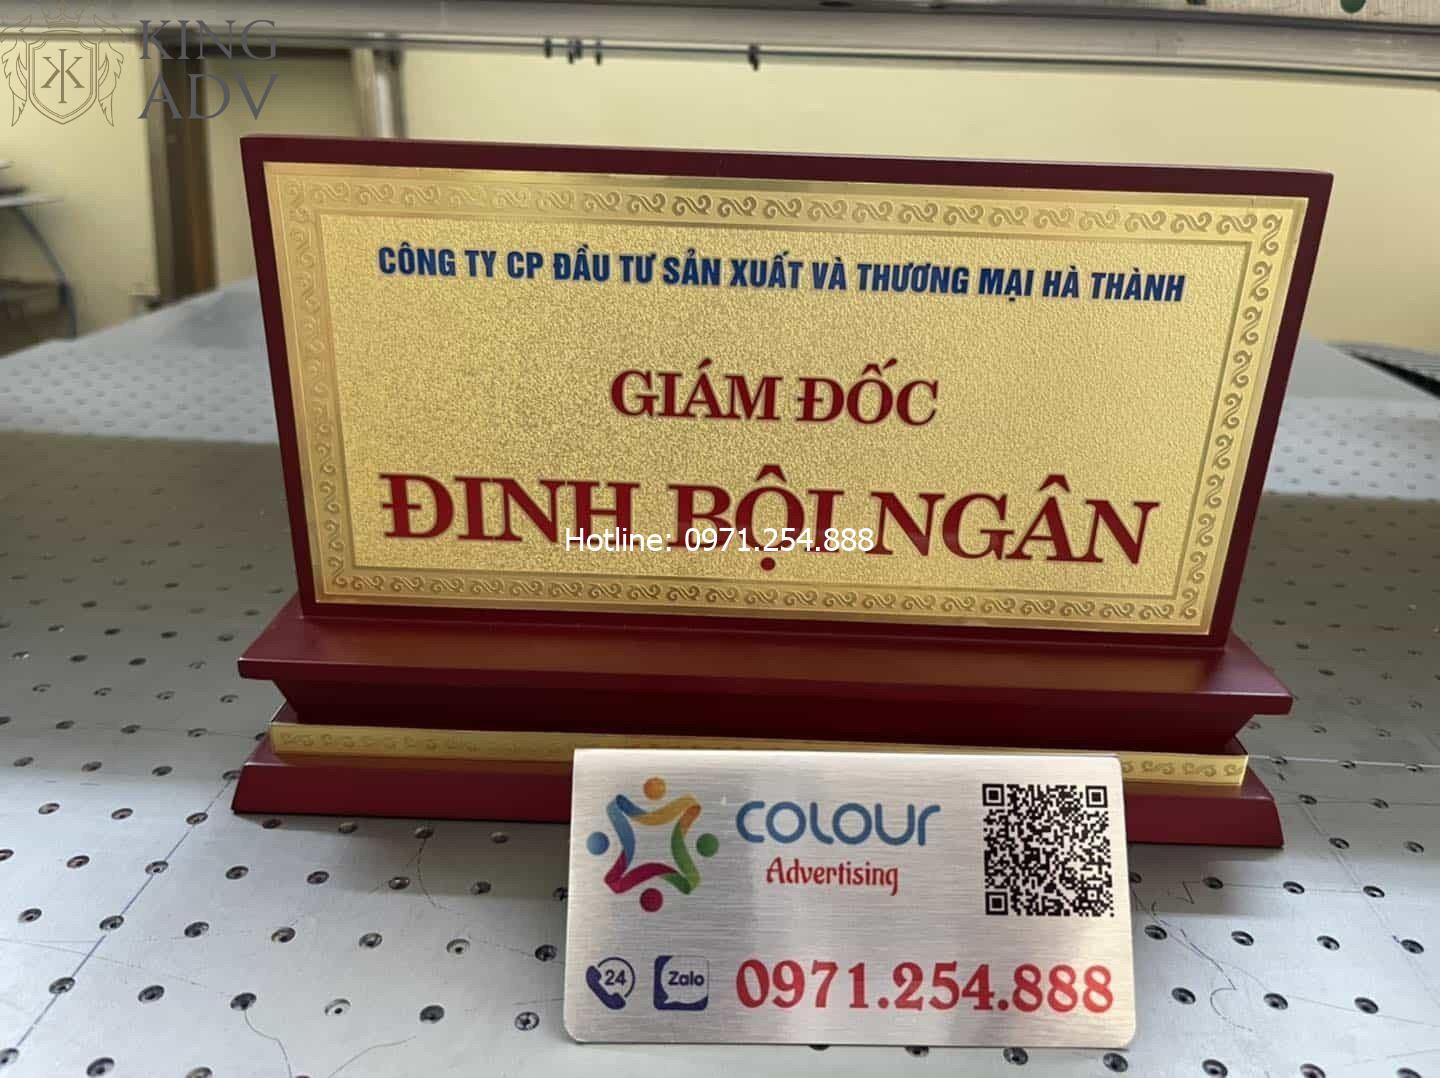 KING
ADV
CÔNG TY CP ĐẦU TƯ SẢN XUẤT VÀ THƯƠNG MẠI HÀ THÀNH
GIÁM ĐỐC
ĐINH BỘI NGÂN
Hotline: 0971.254.888
COLOUr
Advertising
24
Zalo
0971.254.888